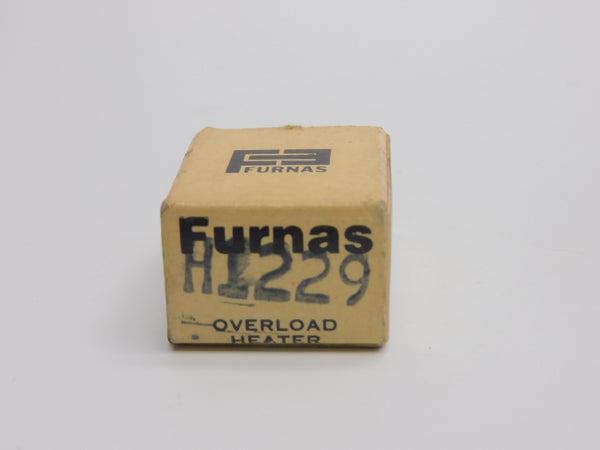 FURNAS
Furnas
H1229
OVERLOAD
HEATER